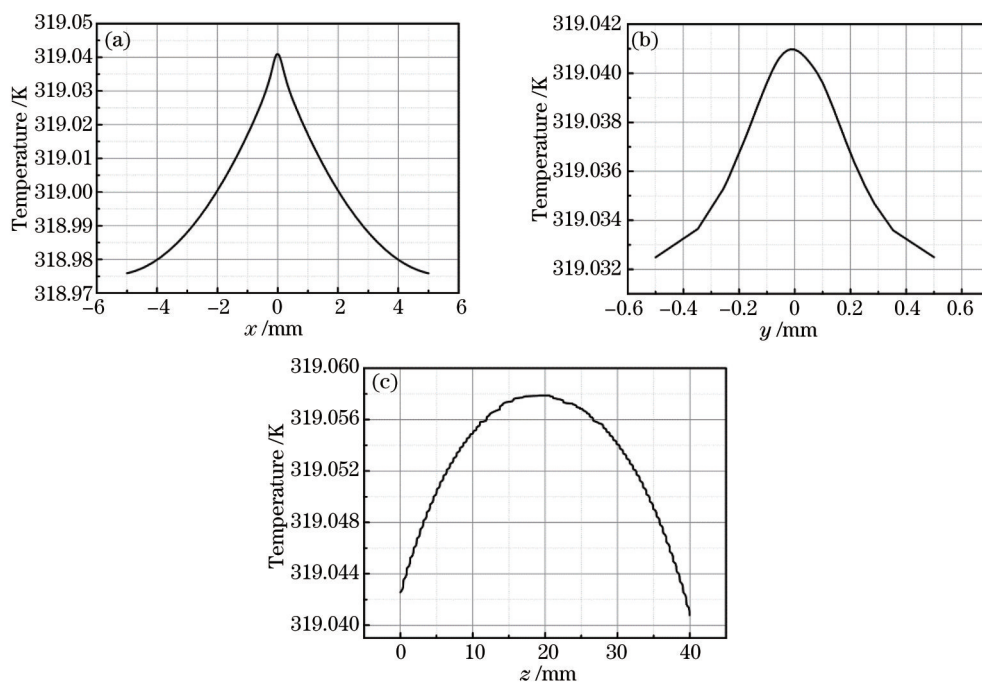 (a)
Temperature /K
319.05
319.04
319.03
319.02
319.01
319.00
318.99
318.98
318.97
−6 −4 −2 0 2 4 6
x /mm
(b)
Temperature /K
319.042
319.040
319.038
319.036
319.034
319.032
−0.6 −0.4 −0.2 0 0.2 0.4 0.6
y /mm
(c)
Temperature /K
319.060
319.056
319.052
319.048
319.044
319.040
0 10 20 30 40
z /mm